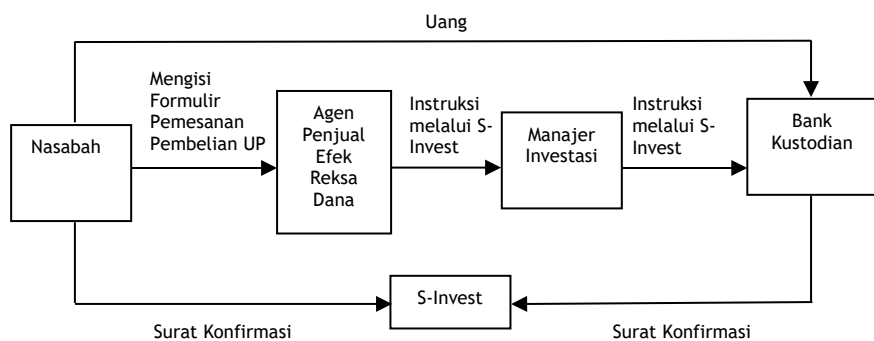 Uang
Mengisi
Formulir
Pemesanan
Pembelian UP
Nasabah
Agen
Penjual
Efek
Reksa
Dana
Instruksi
melalui S-
Invest
Manajer
Investasi
Instruksi
melalui S-
Invest
Bank
Kustodian
S-Invest
Surat Konfirmasi
Surat Konfirmasi